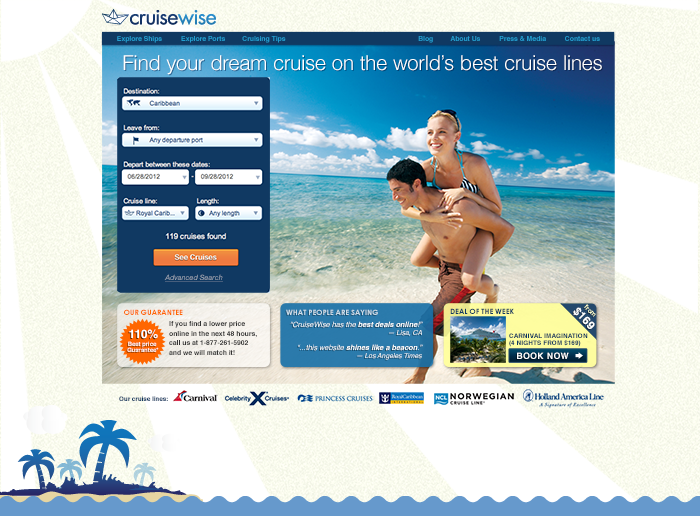 cruisewise
Explore Ships Explore Ports Cruising Tips Blog About Us Press & Media Contact us
Find your dream cruise on the world's best cruise lines
Destination:
Caribbean
Leave from:
Any departure port
Depart between these dates:
06/28/2012 - 09/28/2012
Cruise line: Length:
Royal Carib... Any length
119 cruises found
See Cruises
Advanced Search
OUR GUARANTEE
110%
Best price
Guarantee*
If you find a lower price
online in the next 48 hours,
call us at 1-877-261-5902
and we will match it!
WHAT PEOPLE ARE SAYING
"CruiseWise has the best deals online!"
— Lisa, CA
"...this website shines like a beacon."
— Los Angeles Times
DEAL OF THE WEEK
From
$169
CARNIVAL IMAGINATION
(4 NIGHTS FROM $169)
BOOK NOW
Our cruise lines: Carnival Celebrity X Cruises PRINCESS CRUISES RoyalCaribbean INTERNATIONAL NCL NORWEGIAN CRUISE LINE Holland America Line
A Signature of Excellence